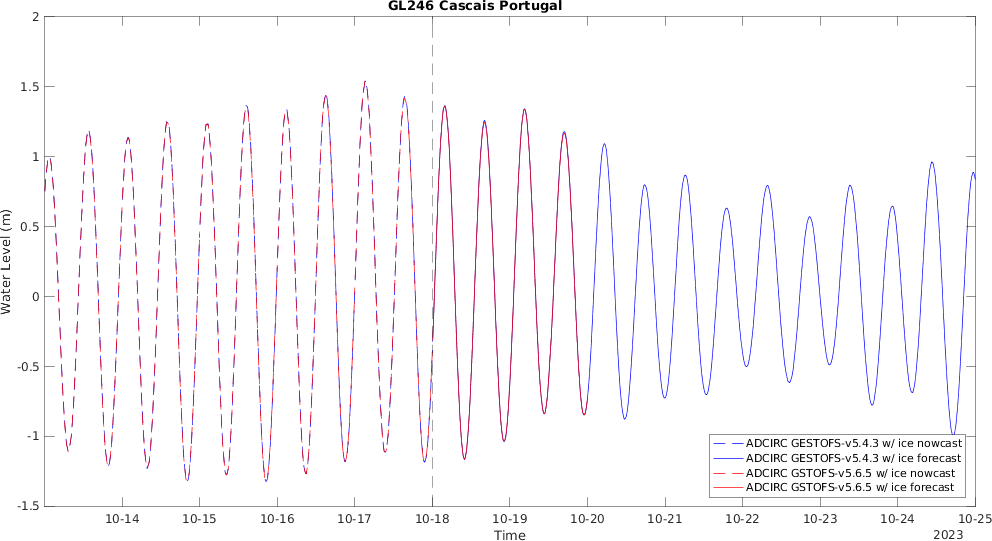 GL246 Cascais Portugal
2
1.5
1
0.5
0
-0.5
-1
-1.5
Water Level (m)
10-14 10-15 10-16 10-17 10-18 10-19 10-20 10-21 10-22 10-23 10-24 10-25
Time
2023
ADCIRC GESTOFS-v5.4.3 w/ ice nowcast
ADCIRC GESTOFS-v5.4.3 w/ ice forecast
ADCIRC GSTOFS-v5.6.5 w/ ice nowcast
ADCIRC GSTOFS-v5.6.5 w/ ice forecast